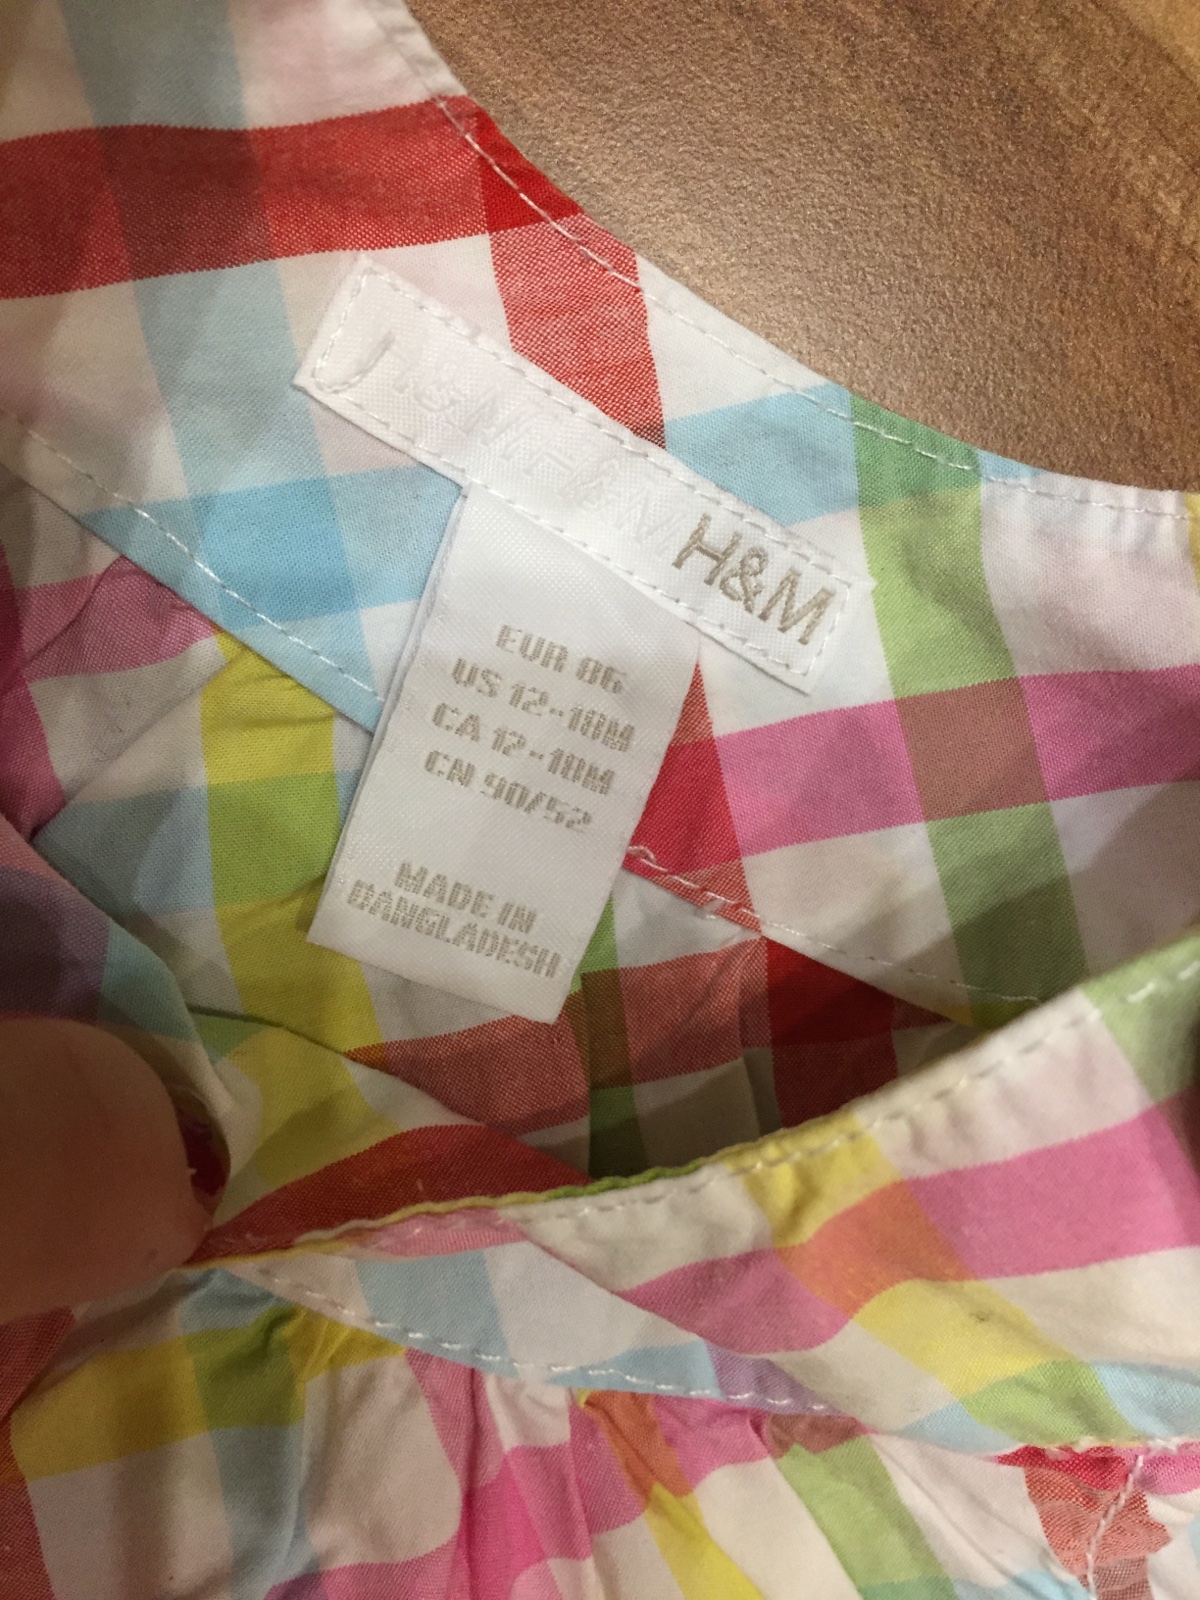 H&M H&M H&M
EUR 86
US 12-18M
CA 12-18M
CN 90/52
MADE IN
BANGLADESH